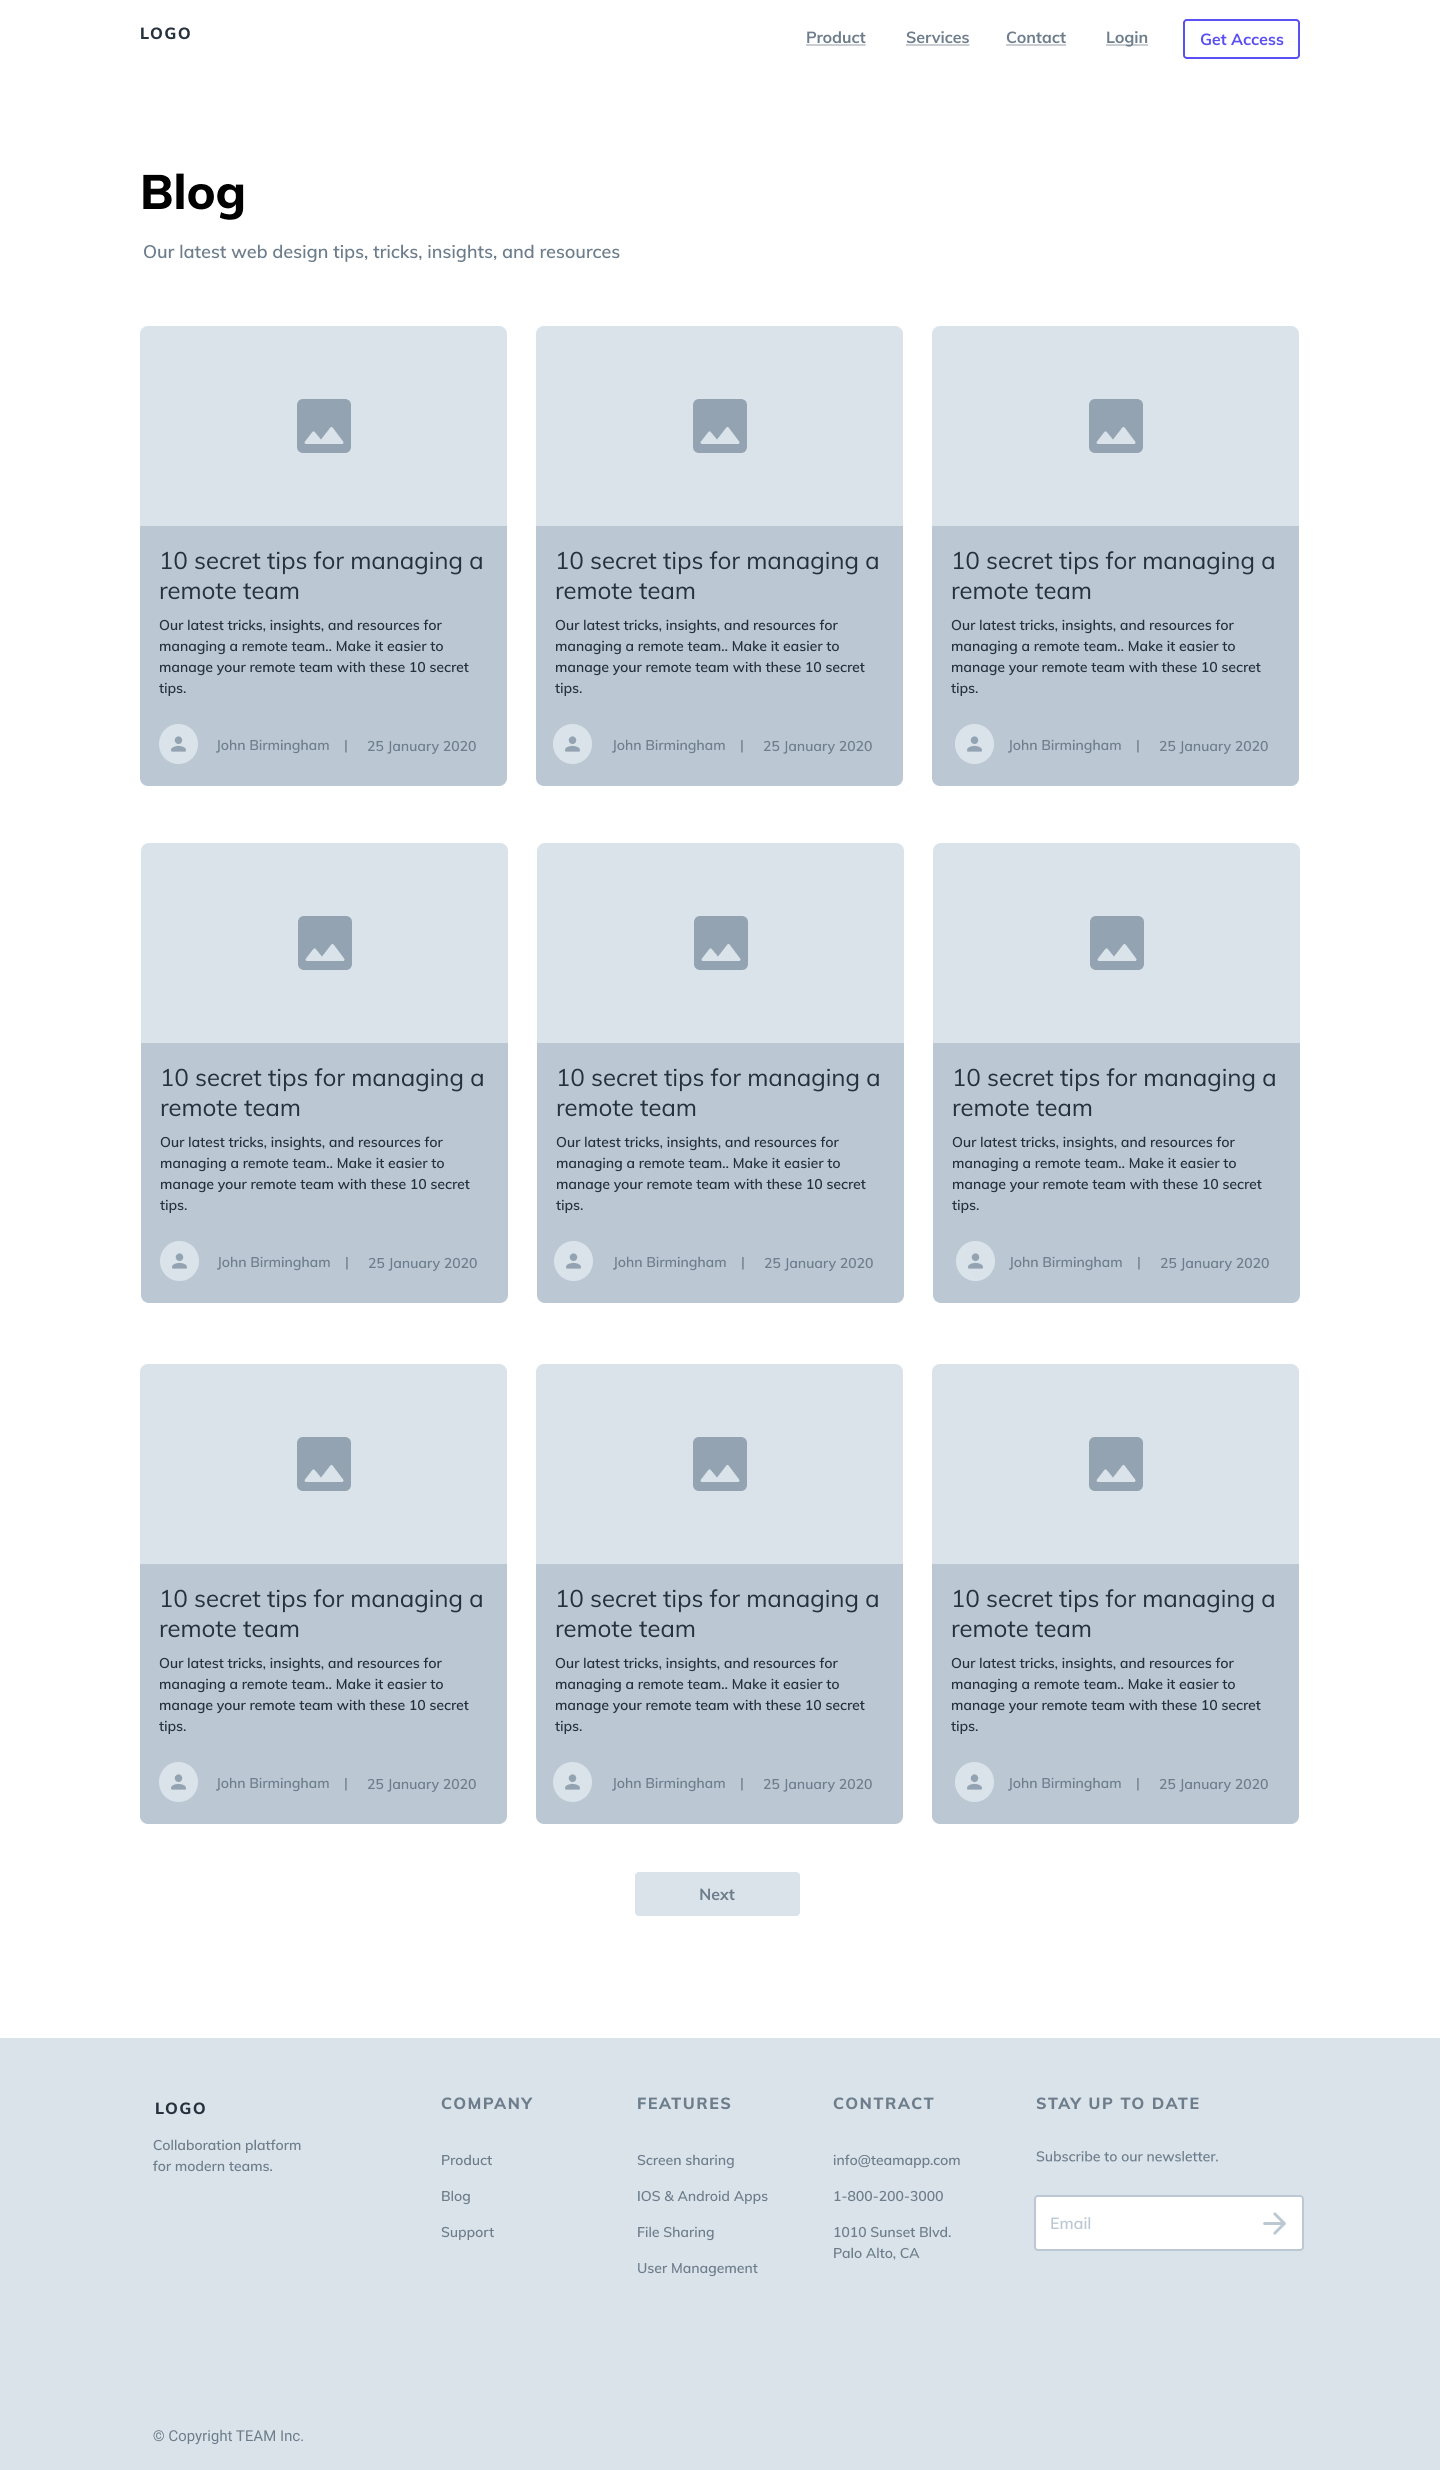 LOGO
Product Services Contact Login Get Access
Blog
Our latest web design tips, tricks, insights, and resources
10 secret tips for managing a
remote team
Our latest tricks, insights, and resources for
managing a remote team.. Make it easier to
manage your remote team with these 10 secret
tips.
John Birmingham | 25 January 2020
10 secret tips for managing a
remote team
Our latest tricks, insights, and resources for
managing a remote team.. Make it easier to
manage your remote team with these 10 secret
tips.
John Birmingham | 25 January 2020
10 secret tips for managing a
remote team
Our latest tricks, insights, and resources for
managing a remote team.. Make it easier to
manage your remote team with these 10 secret
tips.
John Birmingham | 25 January 2020
10 secret tips for managing a
remote team
Our latest tricks, insights, and resources for
managing a remote team.. Make it easier to
manage your remote team with these 10 secret
tips.
John Birmingham | 25 January 2020
10 secret tips for managing a
remote team
Our latest tricks, insights, and resources for
managing a remote team.. Make it easier to
manage your remote team with these 10 secret
tips.
John Birmingham | 25 January 2020
10 secret tips for managing a
remote team
Our latest tricks, insights, and resources for
managing a remote team.. Make it easier to
manage your remote team with these 10 secret
tips.
John Birmingham | 25 January 2020
10 secret tips for managing a
remote team
Our latest tricks, insights, and resources for
managing a remote team.. Make it easier to
manage your remote team with these 10 secret
tips.
John Birmingham | 25 January 2020
10 secret tips for managing a
remote team
Our latest tricks, insights, and resources for
managing a remote team.. Make it easier to
manage your remote team with these 10 secret
tips.
John Birmingham | 25 January 2020
10 secret tips for managing a
remote team
Our latest tricks, insights, and resources for
managing a remote team.. Make it easier to
manage your remote team with these 10 secret
tips.
John Birmingham | 25 January 2020
Next
LOGO
Collaboration platform
for modern teams.
COMPANY
Product
Blog
Support
FEATURES
Screen sharing
IOS & Android Apps
File Sharing
User Management
CONTRACT
info@teamapp.com
1-800-200-3000
1010 Sunset Blvd.
Palo Alto, CA
STAY UP TO DATE
Subscribe to our newsletter.
Email
© Copyright TEAM Inc.